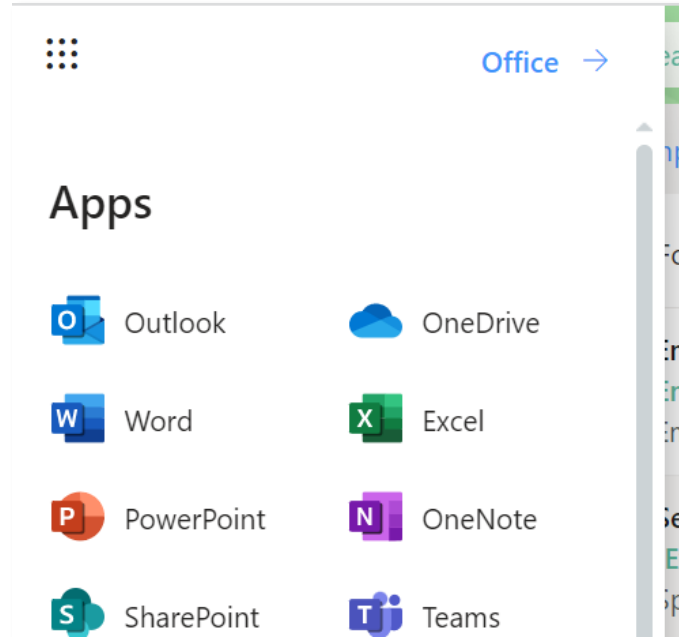 Office →
Apps
Outlook
OneDrive
Word
Excel
PowerPoint
OneNote
SharePoint
Teams